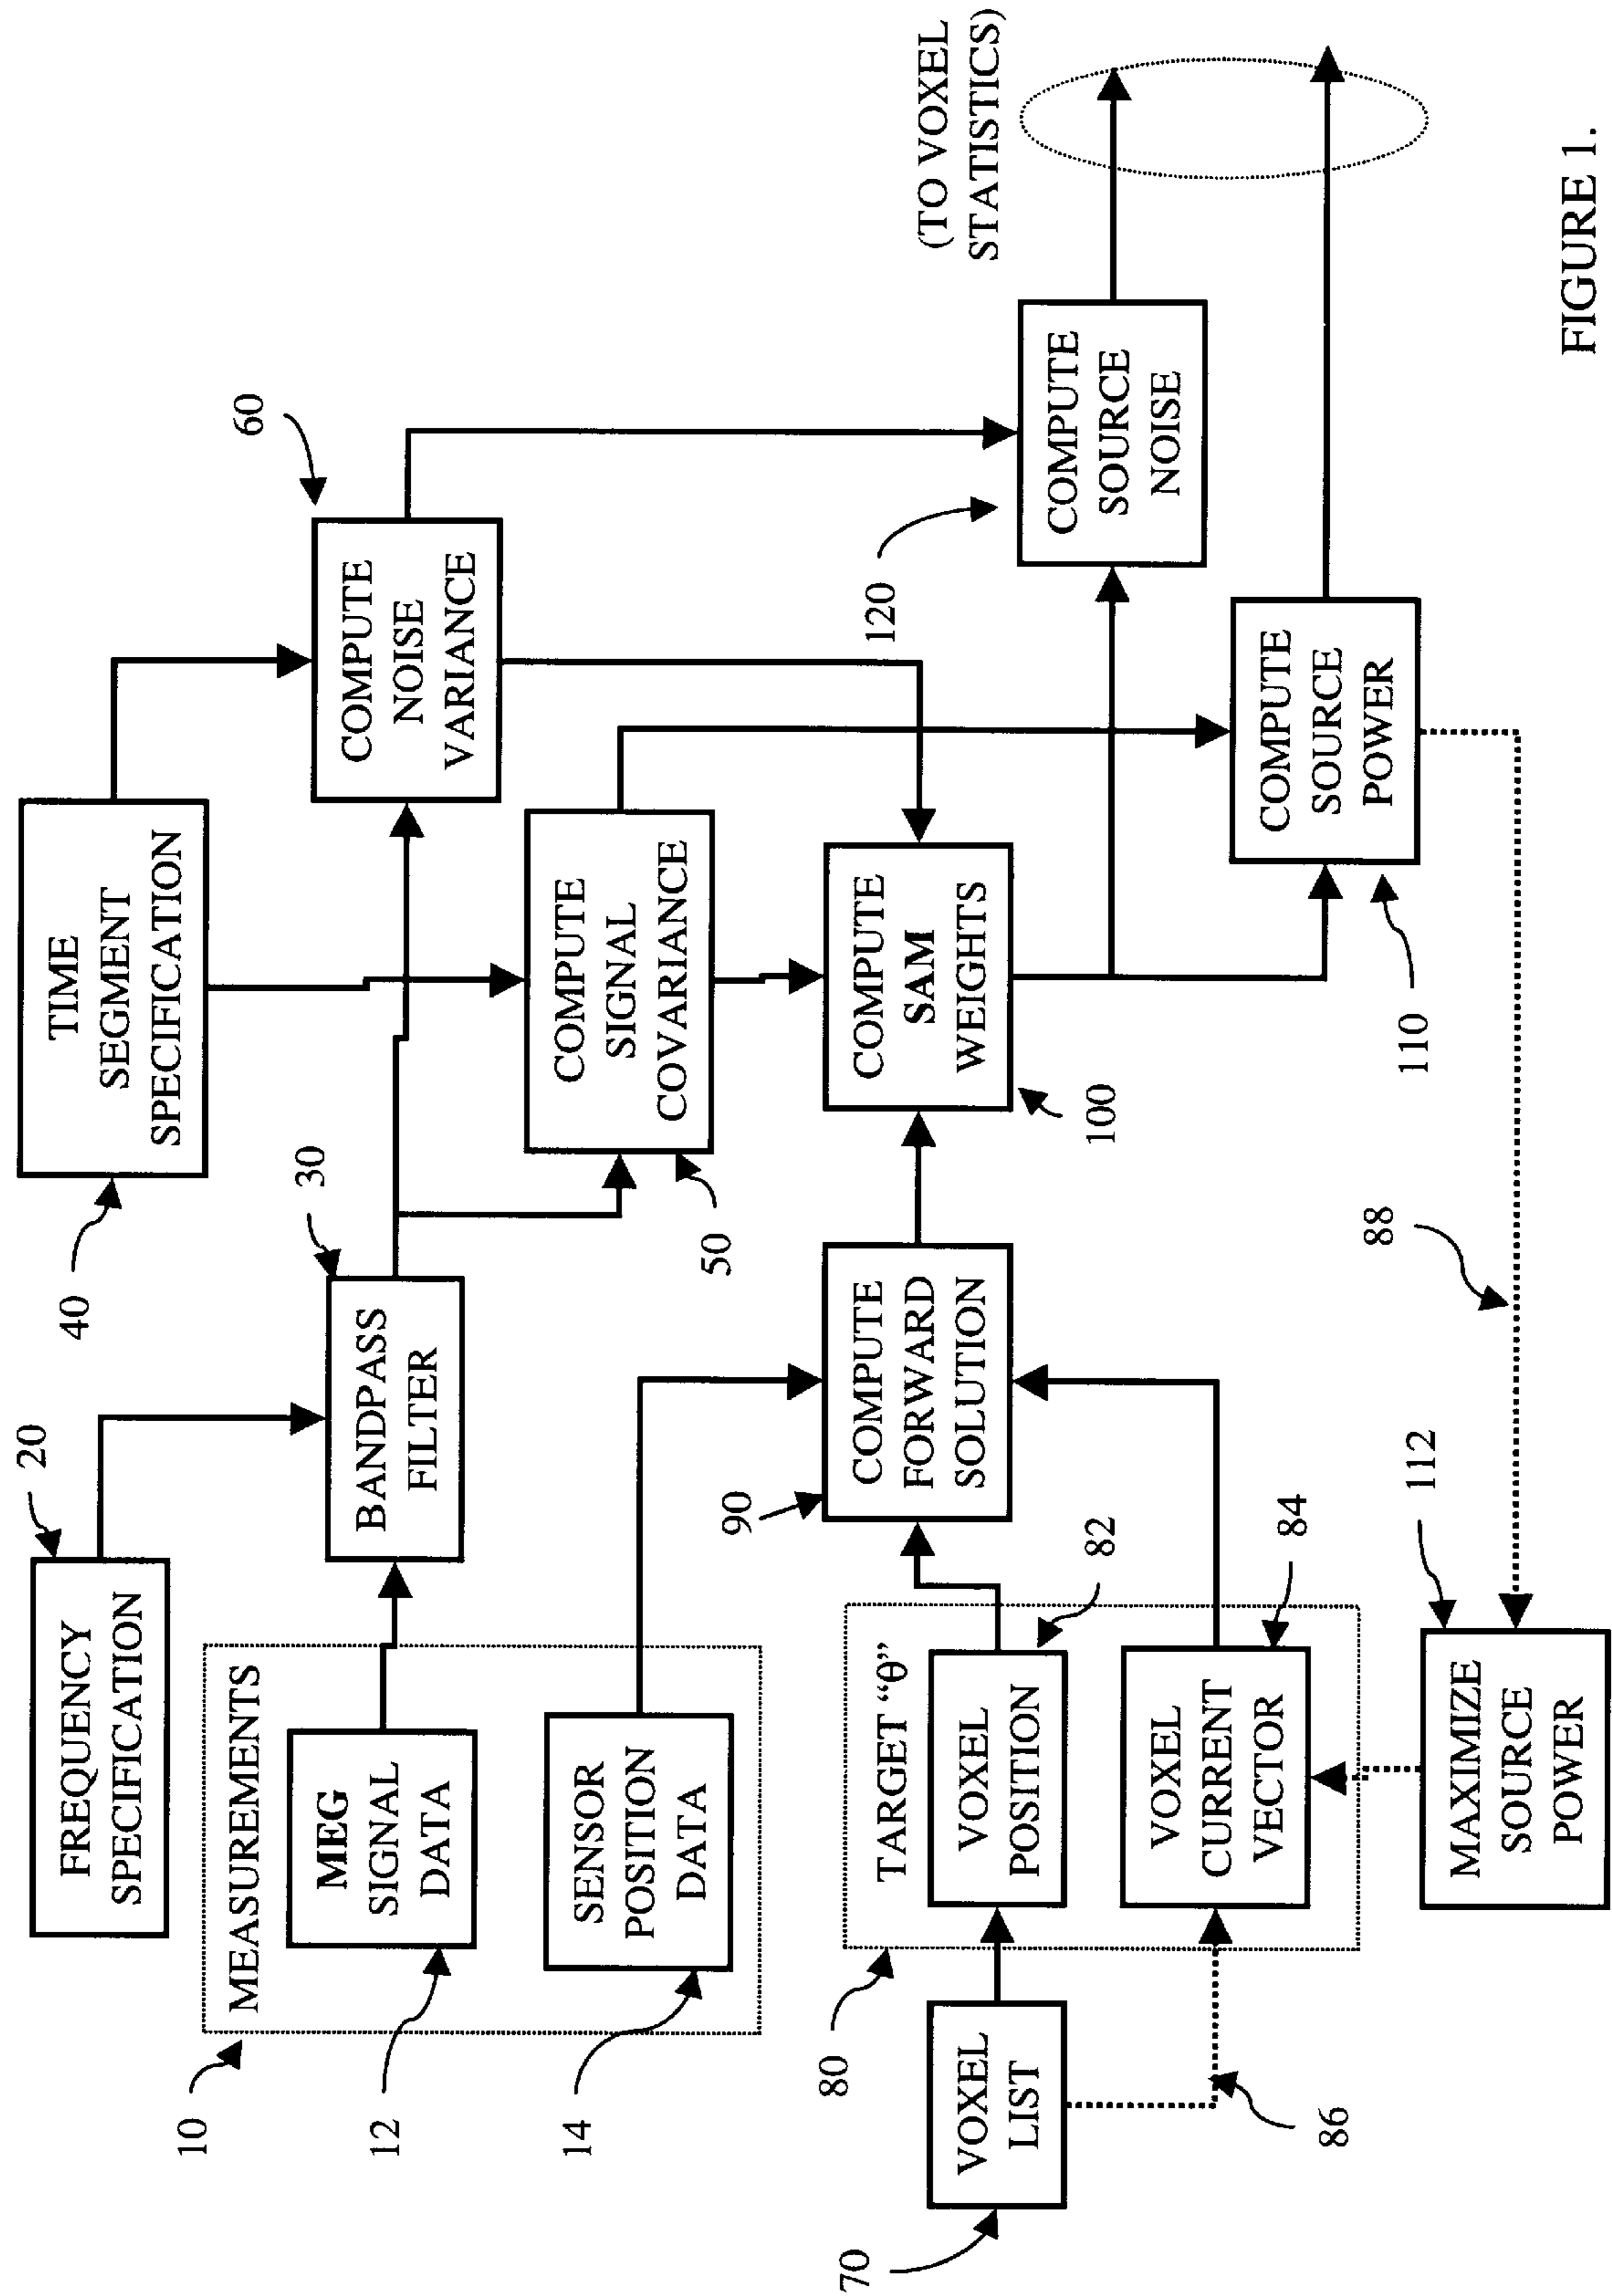 20
FREQUENCY
SPECIFICATION
40
TIME
SEGMENT
SPECIFICATION
10
MEASUREMENTS
12
MEG
SIGNAL
DATA
14
SENSOR
POSITION
DATA
30
BANDPASS
FILTER
60
COMPUTE
NOISE
VARIANCE
50
COMPUTE
SIGNAL
COVARIANCE
70
VOXEL
LIST
80
TARGET “θ”
82
VOXEL
POSITION
84
VOXEL
CURRENT
VECTOR
86
90
COMPUTE
FORWARD
SOLUTION
100
COMPUTE
SAM
WEIGHTS
120
COMPUTE
SOURCE
NOISE
110
COMPUTE
SOURCE
POWER
88
112
MAXIMIZE
SOURCE
POWER
(TO VOXEL
STATISTICS)
FIGURE 1.